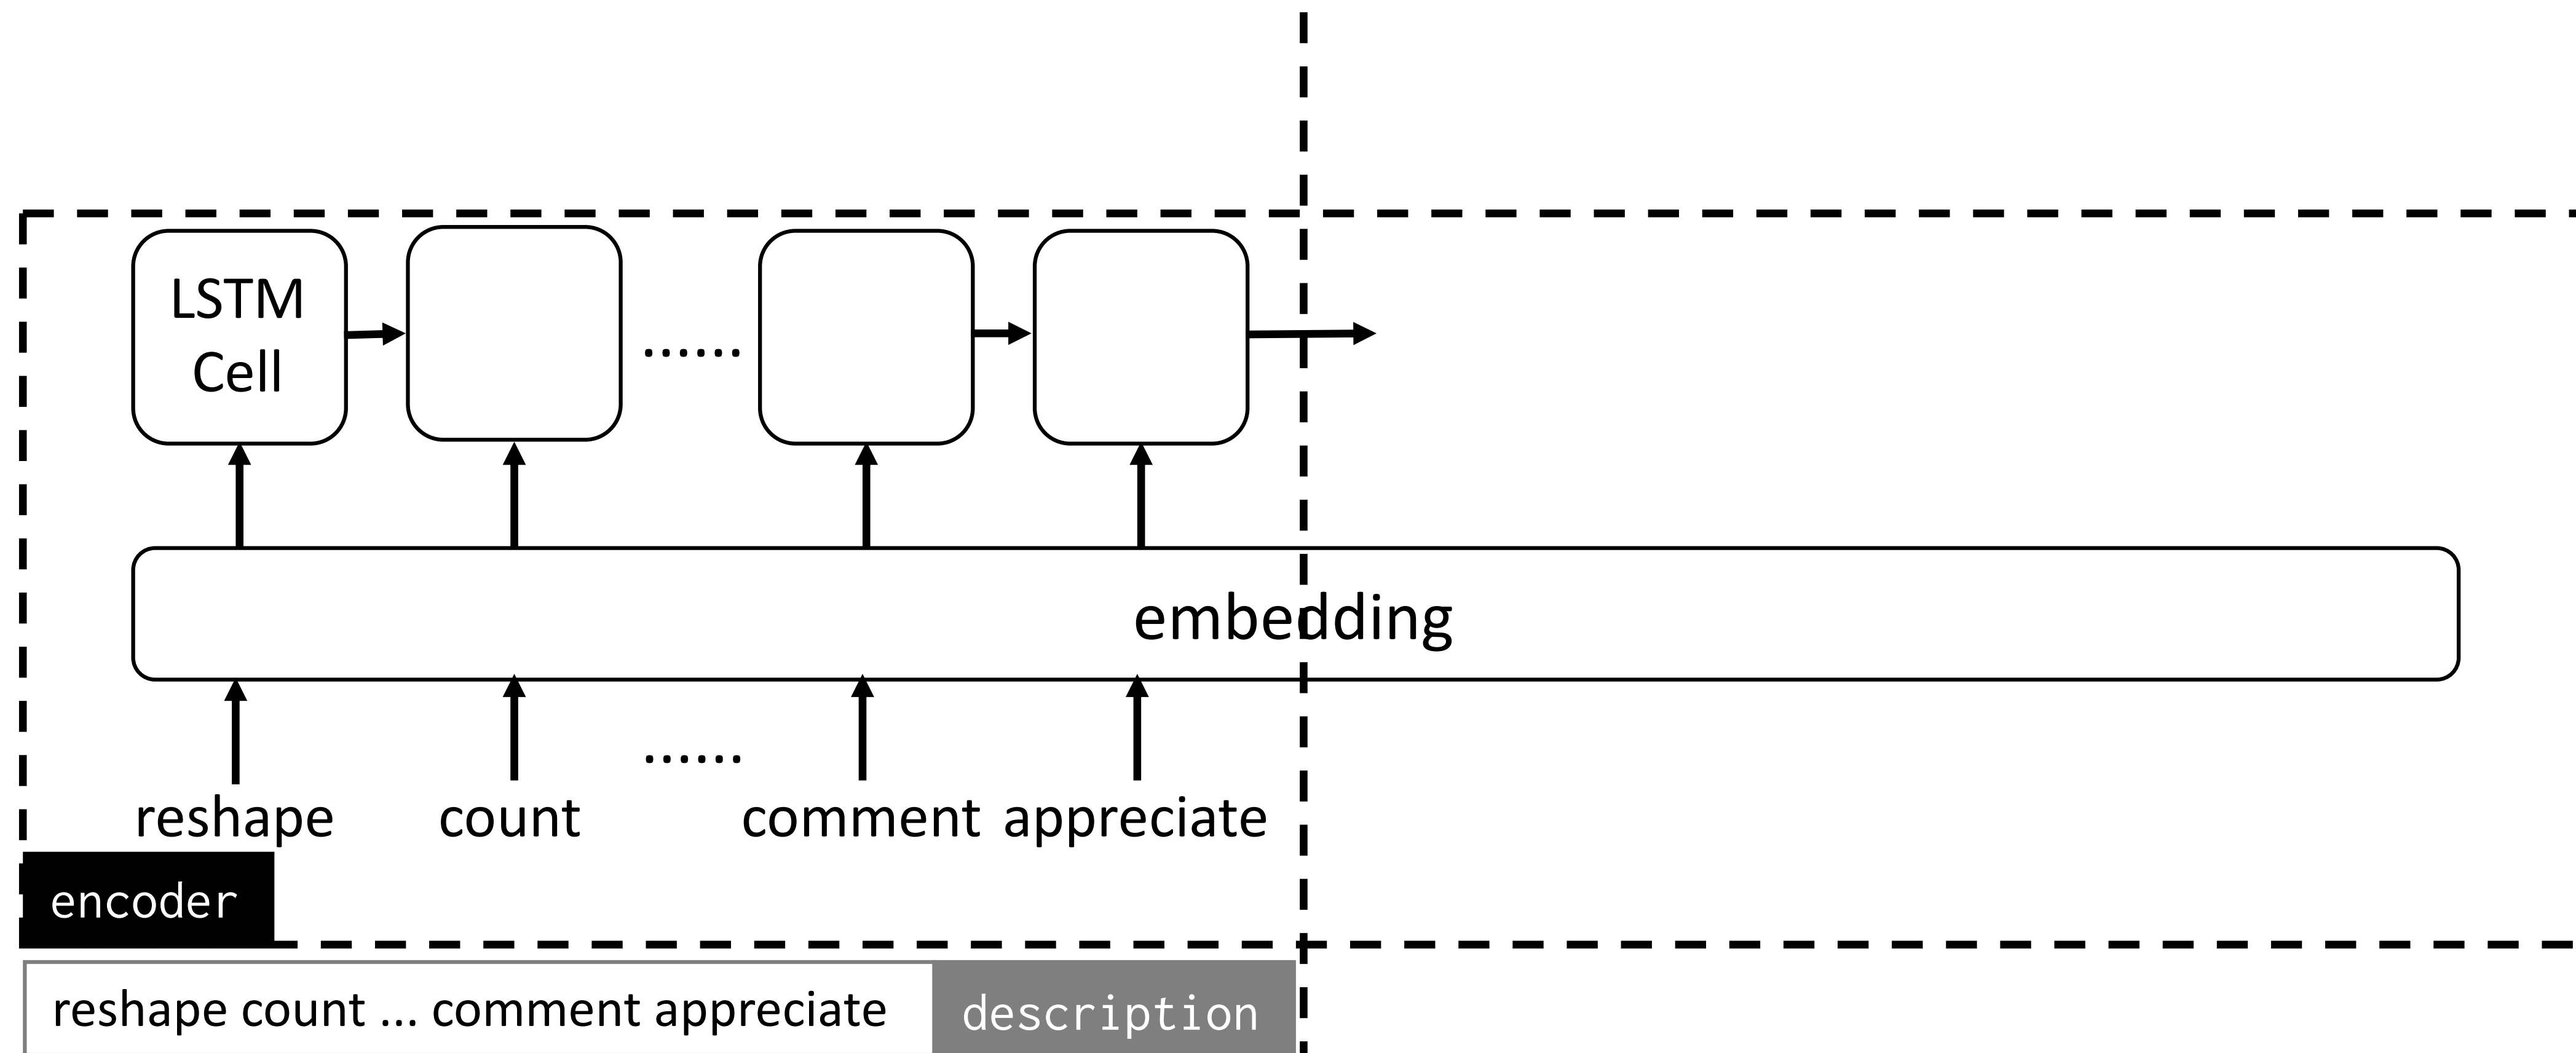 LSTM
Cell
......
embedding
......
reshape count comment appreciate
encoder
reshape count ... comment appreciate description